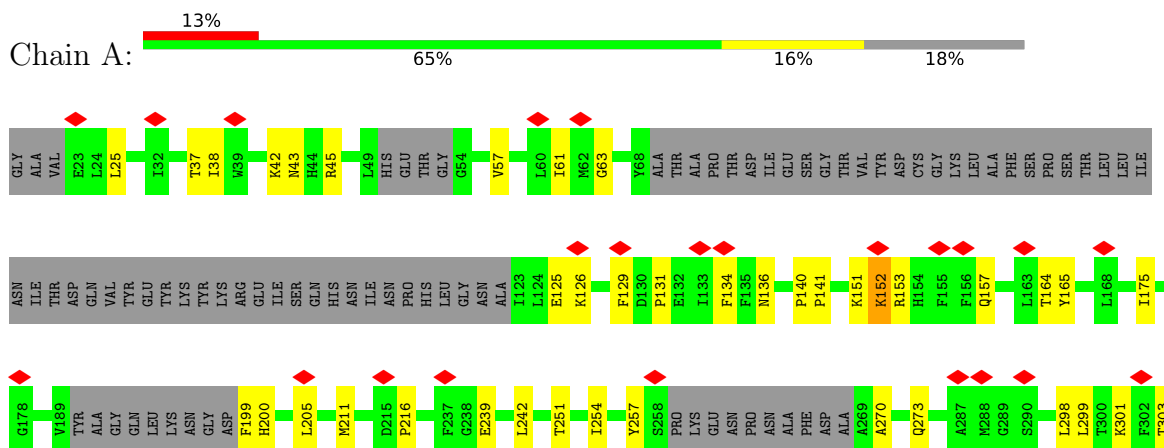 13%
Chain A:
65% 16% 18%
GLY ALA VAL E23 L24 L25 I32 T37 I38 W39 K42 N43 H44 R45 L49 HIS GLU THR GLY G54 V57 L60 I61 M62 G63 Y68 ALA THR ALA PRO THR ASP ILE GLU SER GLY THR VAL TYR ASP CYS GLY LYS LEU ALA PHE SER PRO SER THR LEU LEU ILE
ASN ILE THR ASP GLN VAL TYR GLU TYR LYS TYR LYS ARG GLU ILE SER GLN HIS ASN ILE ASN PRO HIS LEU GLY ASN ALA I123 L124 E125 K126 F129 D130 P131 E132 I133 F134 F135 N136 P140 P141 K151 K152 R153 H154 F155 F156 Q157 L163 T164 Y165 L168 I175
G178 V189 TYR ALA GLY GLN LEU LYS ASN GLY ASP F199 H200 L205 M211 D215 P216 F237 G238 E239 L242 T251 I254 Y257 S258 PRO LYS GLU ASN PRO ASN ALA PHE ASP ALA A269 A270 Q273 A287 M288 G289 S290 L298 L299 T300 K301 F302 T303